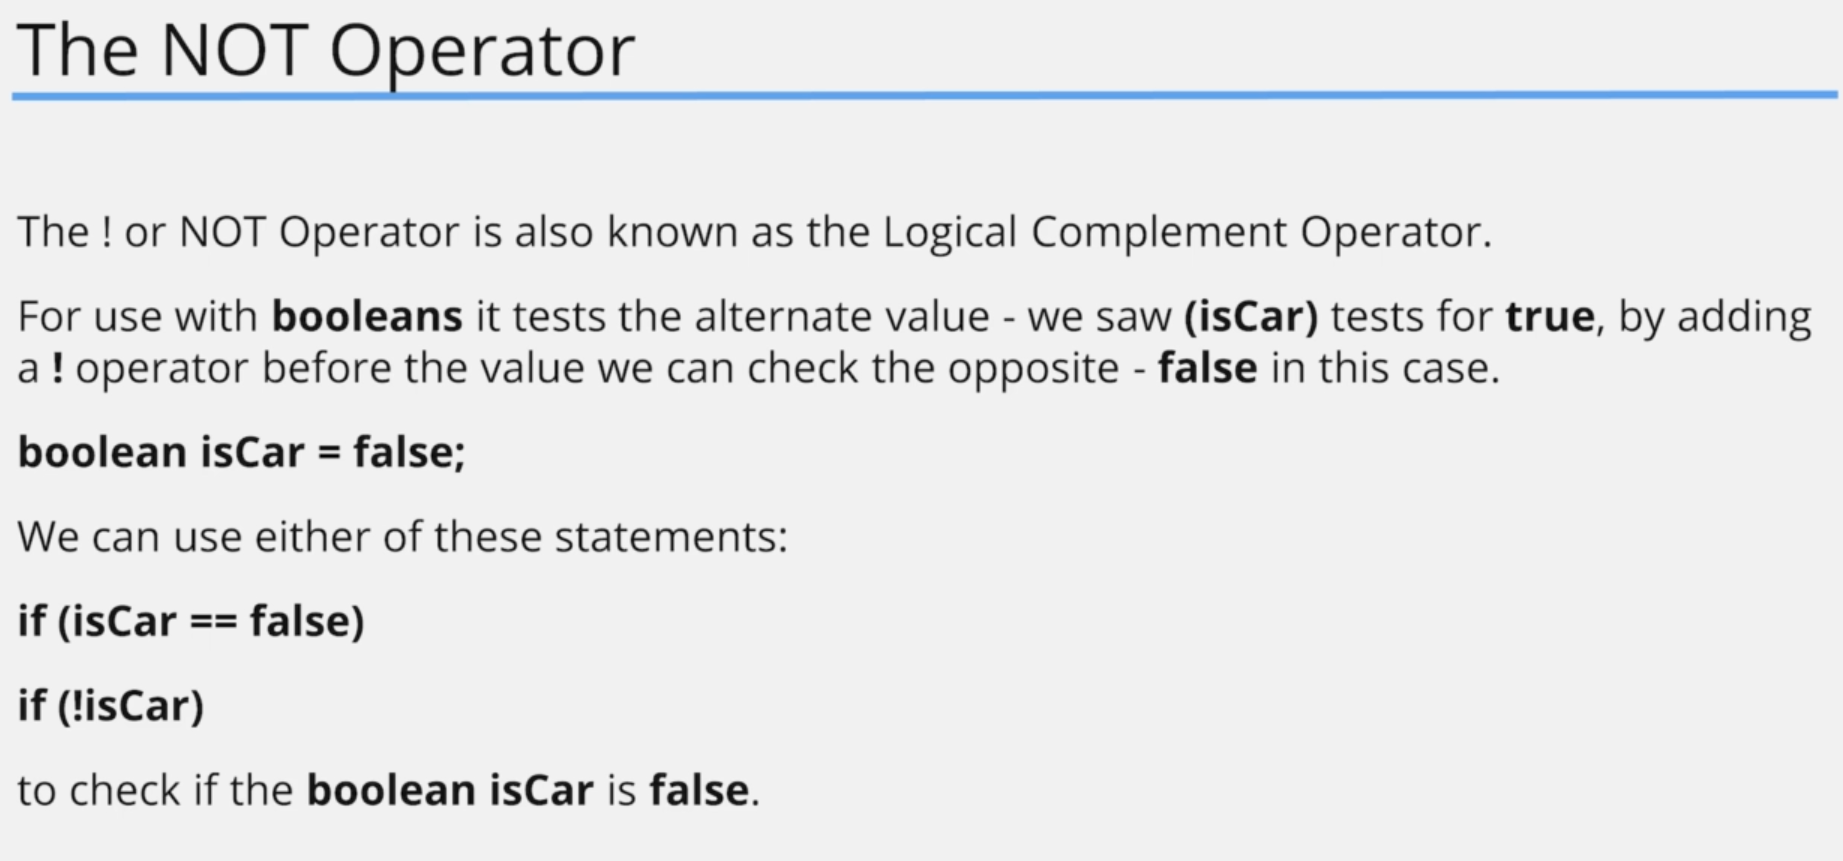 The NOT Operator
The ! or NOT Operator is also known as the Logical Complement Operator.
For use with booleans it tests the alternate value - we saw (isCar) tests for true, by adding
a ! operator before the value we can check the opposite - false in this case.
boolean isCar = false;
We can use either of these statements:
if (isCar == false)
if (!isCar)
to check if the boolean isCar is false.